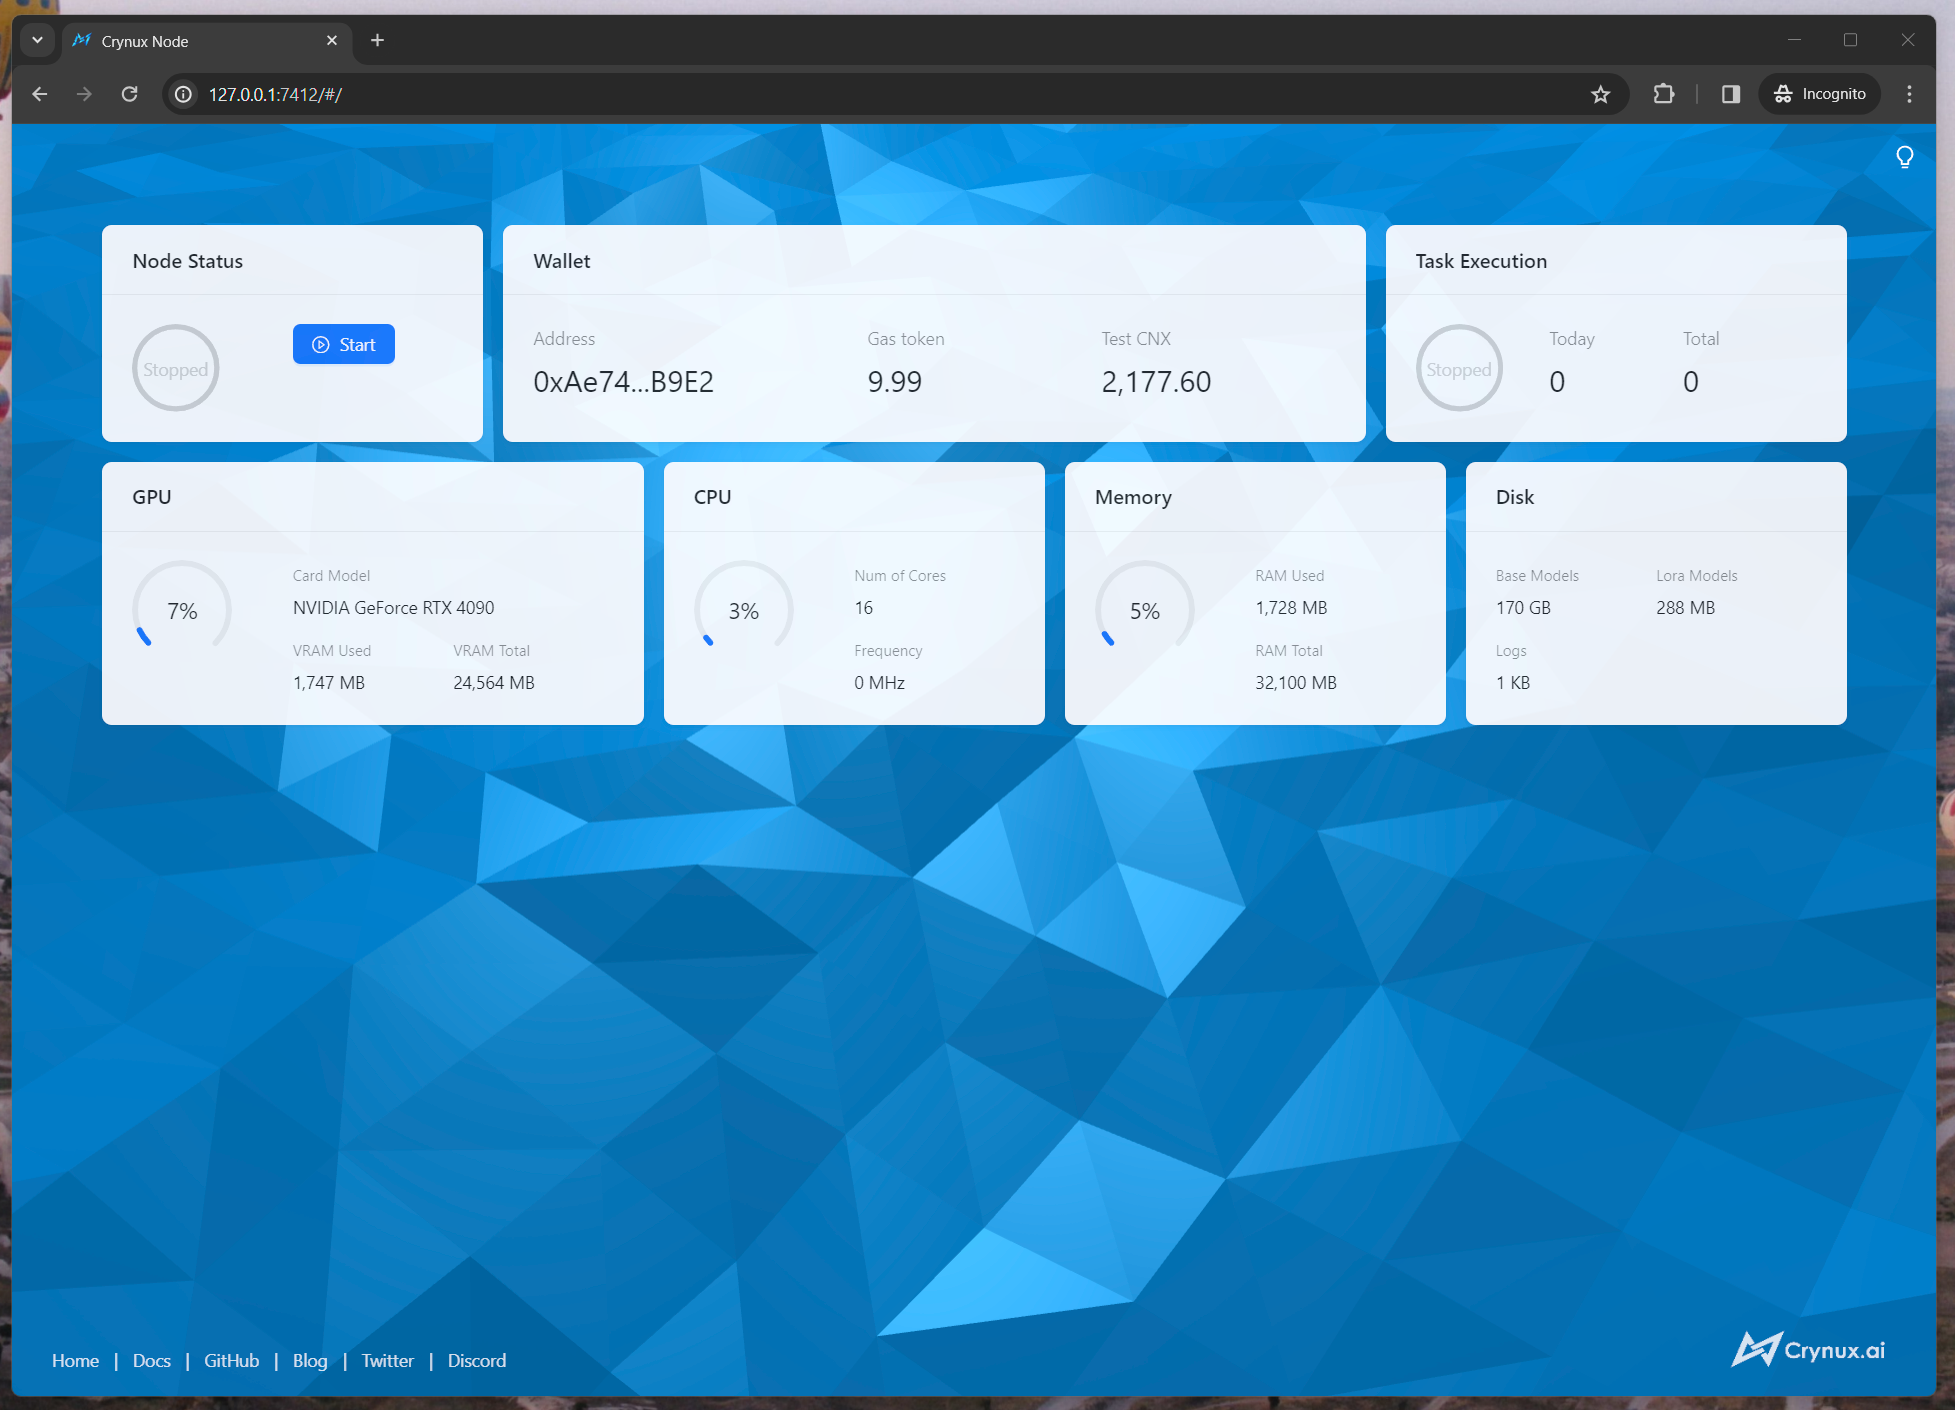 Crynux Node
127.0.0.1:7412/#/
Incognito
Node Status
Stopped
Start
Wallet
Address
0xAe74...B9E2
Gas token
9.99
Test CNX
2,177.60
Task Execution
Stopped
Today
0
Total
0
GPU
7%
Card Model
NVIDIA GeForce RTX 4090
VRAM Used
1,747 MB
VRAM Total
24,564 MB
CPU
3%
Num of Cores
16
Frequency
0 MHz
Memory
5%
RAM Used
1,728 MB
RAM Total
32,100 MB
Disk
Base Models
170 GB
Lora Models
288 MB
Logs
1 KB
Home | Docs | GitHub | Blog | Twitter | Discord
Crynux.ai